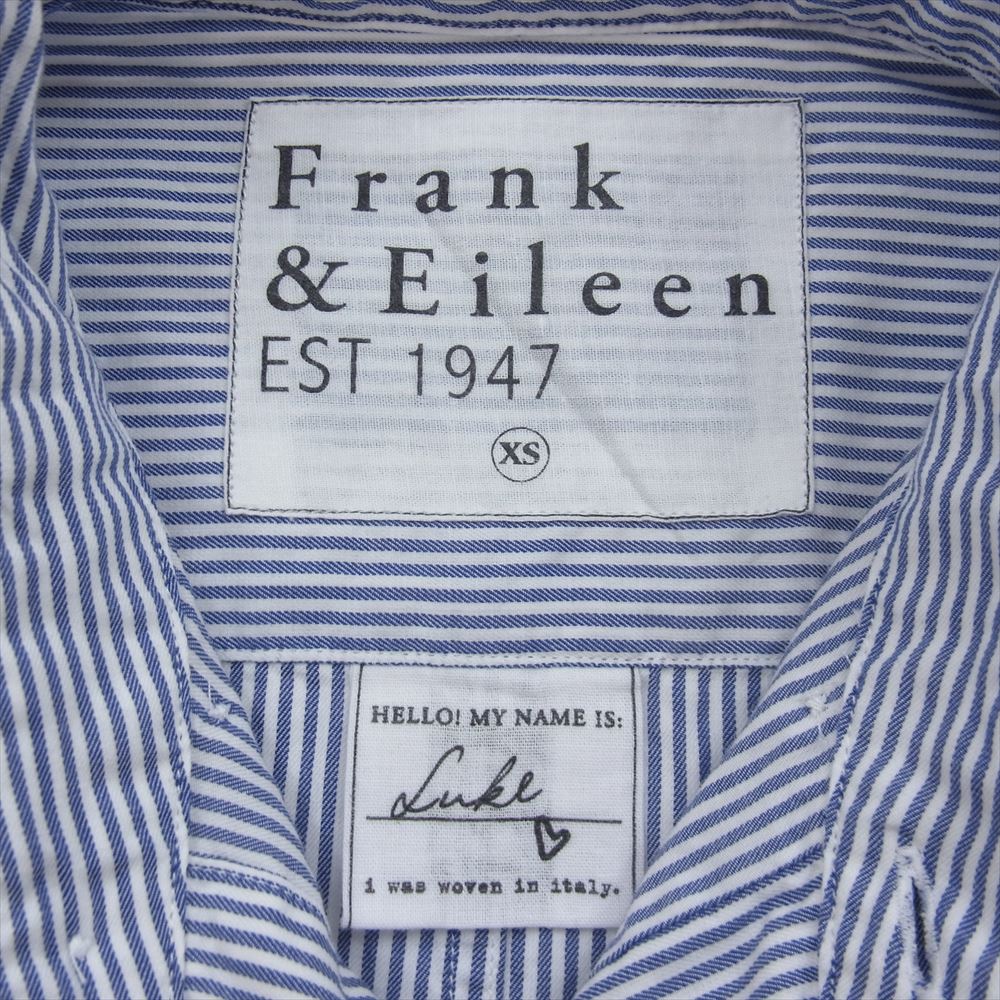 Frank
& Eileen
EST 1947
XS
HELLO! MY NAME IS:
Luke
i was woven in italy.